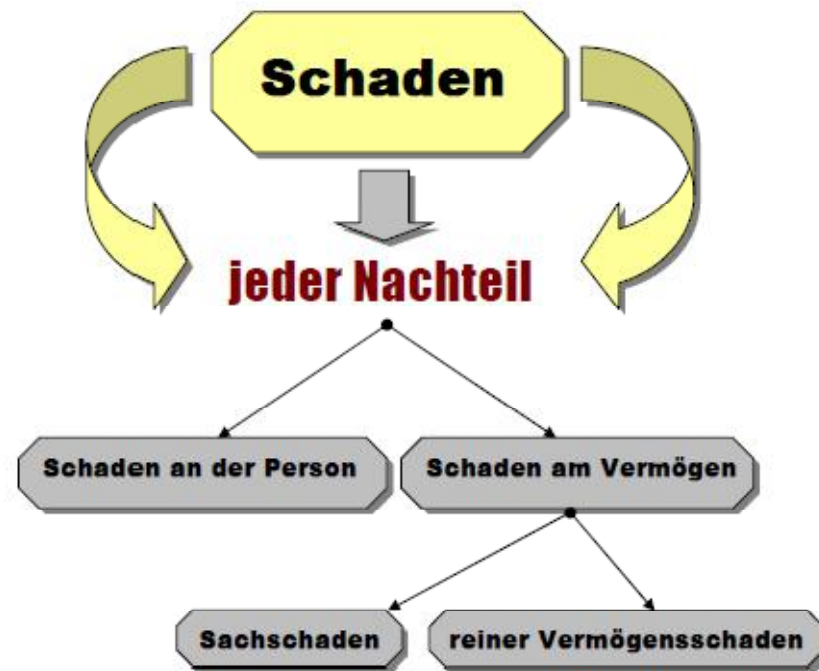 Schaden
jeder Nachteil
Schaden an der Person
Schaden am Vermögen
Sachschaden
reiner Vermögensschaden